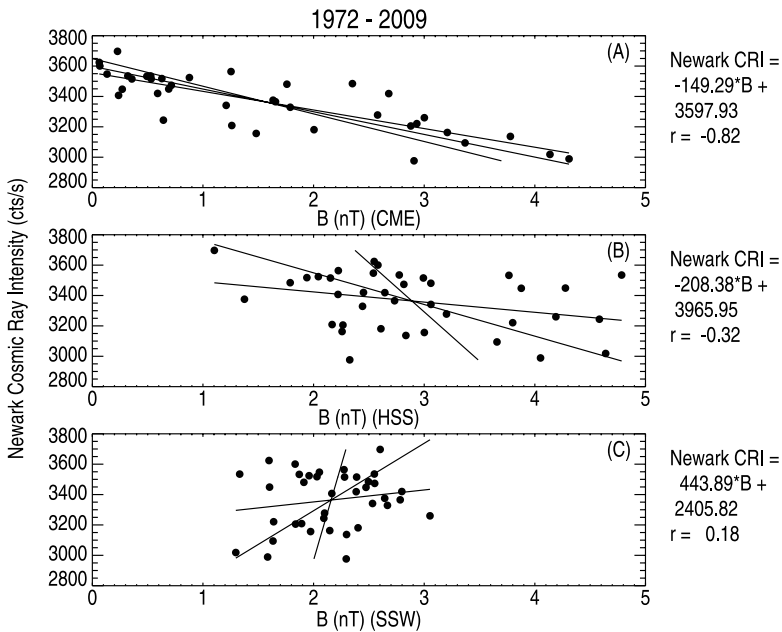 1972 - 2009
Newark Cosmic Ray Intensity (cts/s)
3800
3600
3400
3200
3000
2800
(A)
0 1 2 3 4 5
B (nT) (CME)
Newark CRI =
-149.29*B +
3597.93
r = -0.82
3800
3600
3400
3200
3000
2800
(B)
0 1 2 3 4 5
B (nT) (HSS)
Newark CRI =
-208.38*B +
3965.95
r = -0.32
3800
3600
3400
3200
3000
2800
(C)
0 1 2 3 4 5
B (nT) (SSW)
Newark CRI =
443.89*B +
2405.82
r = 0.18